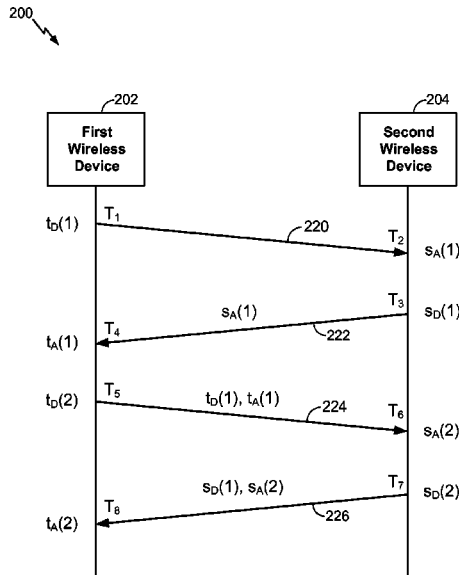 200
202
204
First
Wireless
Device
Second
Wireless
Device
tD(1)
T1
220
T2
sA(1)
sA(1)
T3
sD(1)
222
tA(1)
T4
tD(2)
T5
tD(1), tA(1)
224
T6
sA(2)
sD(1), sA(2)
T7
sD(2)
226
tA(2)
T8